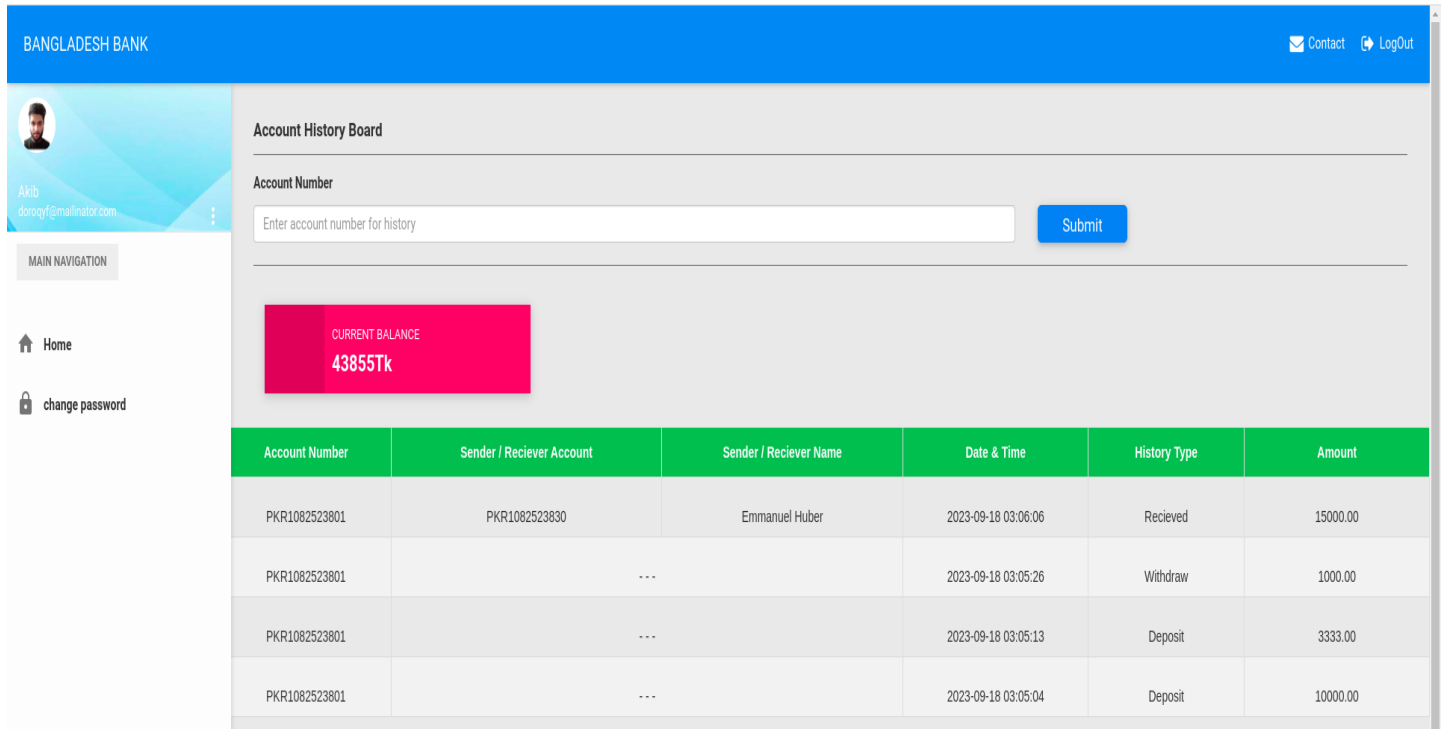 BANGLADESH BANK
Contact LogOut
Akib
doroqyf@mailinator.com
MAIN NAVIGATION
Home
change password
Account History Board
Account Number
Enter account number for history Submit
CURRENT BALANCE
43855Tk
Account Number Sender / Reciever Account Sender / Reciever Name Date & Time History Type Amount
PKR1082523801 PKR1082523830 Emmanuel Huber 2023-09-18 03:06:06 Recieved 15000.00
PKR1082523801 - - - 2023-09-18 03:05:26 Withdraw 1000.00
PKR1082523801 - - - 2023-09-18 03:05:13 Deposit 3333.00
PKR1082523801 - - - 2023-09-18 03:05:04 Deposit 10000.00